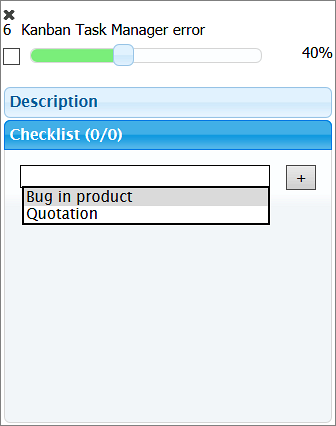 6 Kanban Task Manager error
40%
Description
Checklist (0/0)
+
Bug in product
Quotation